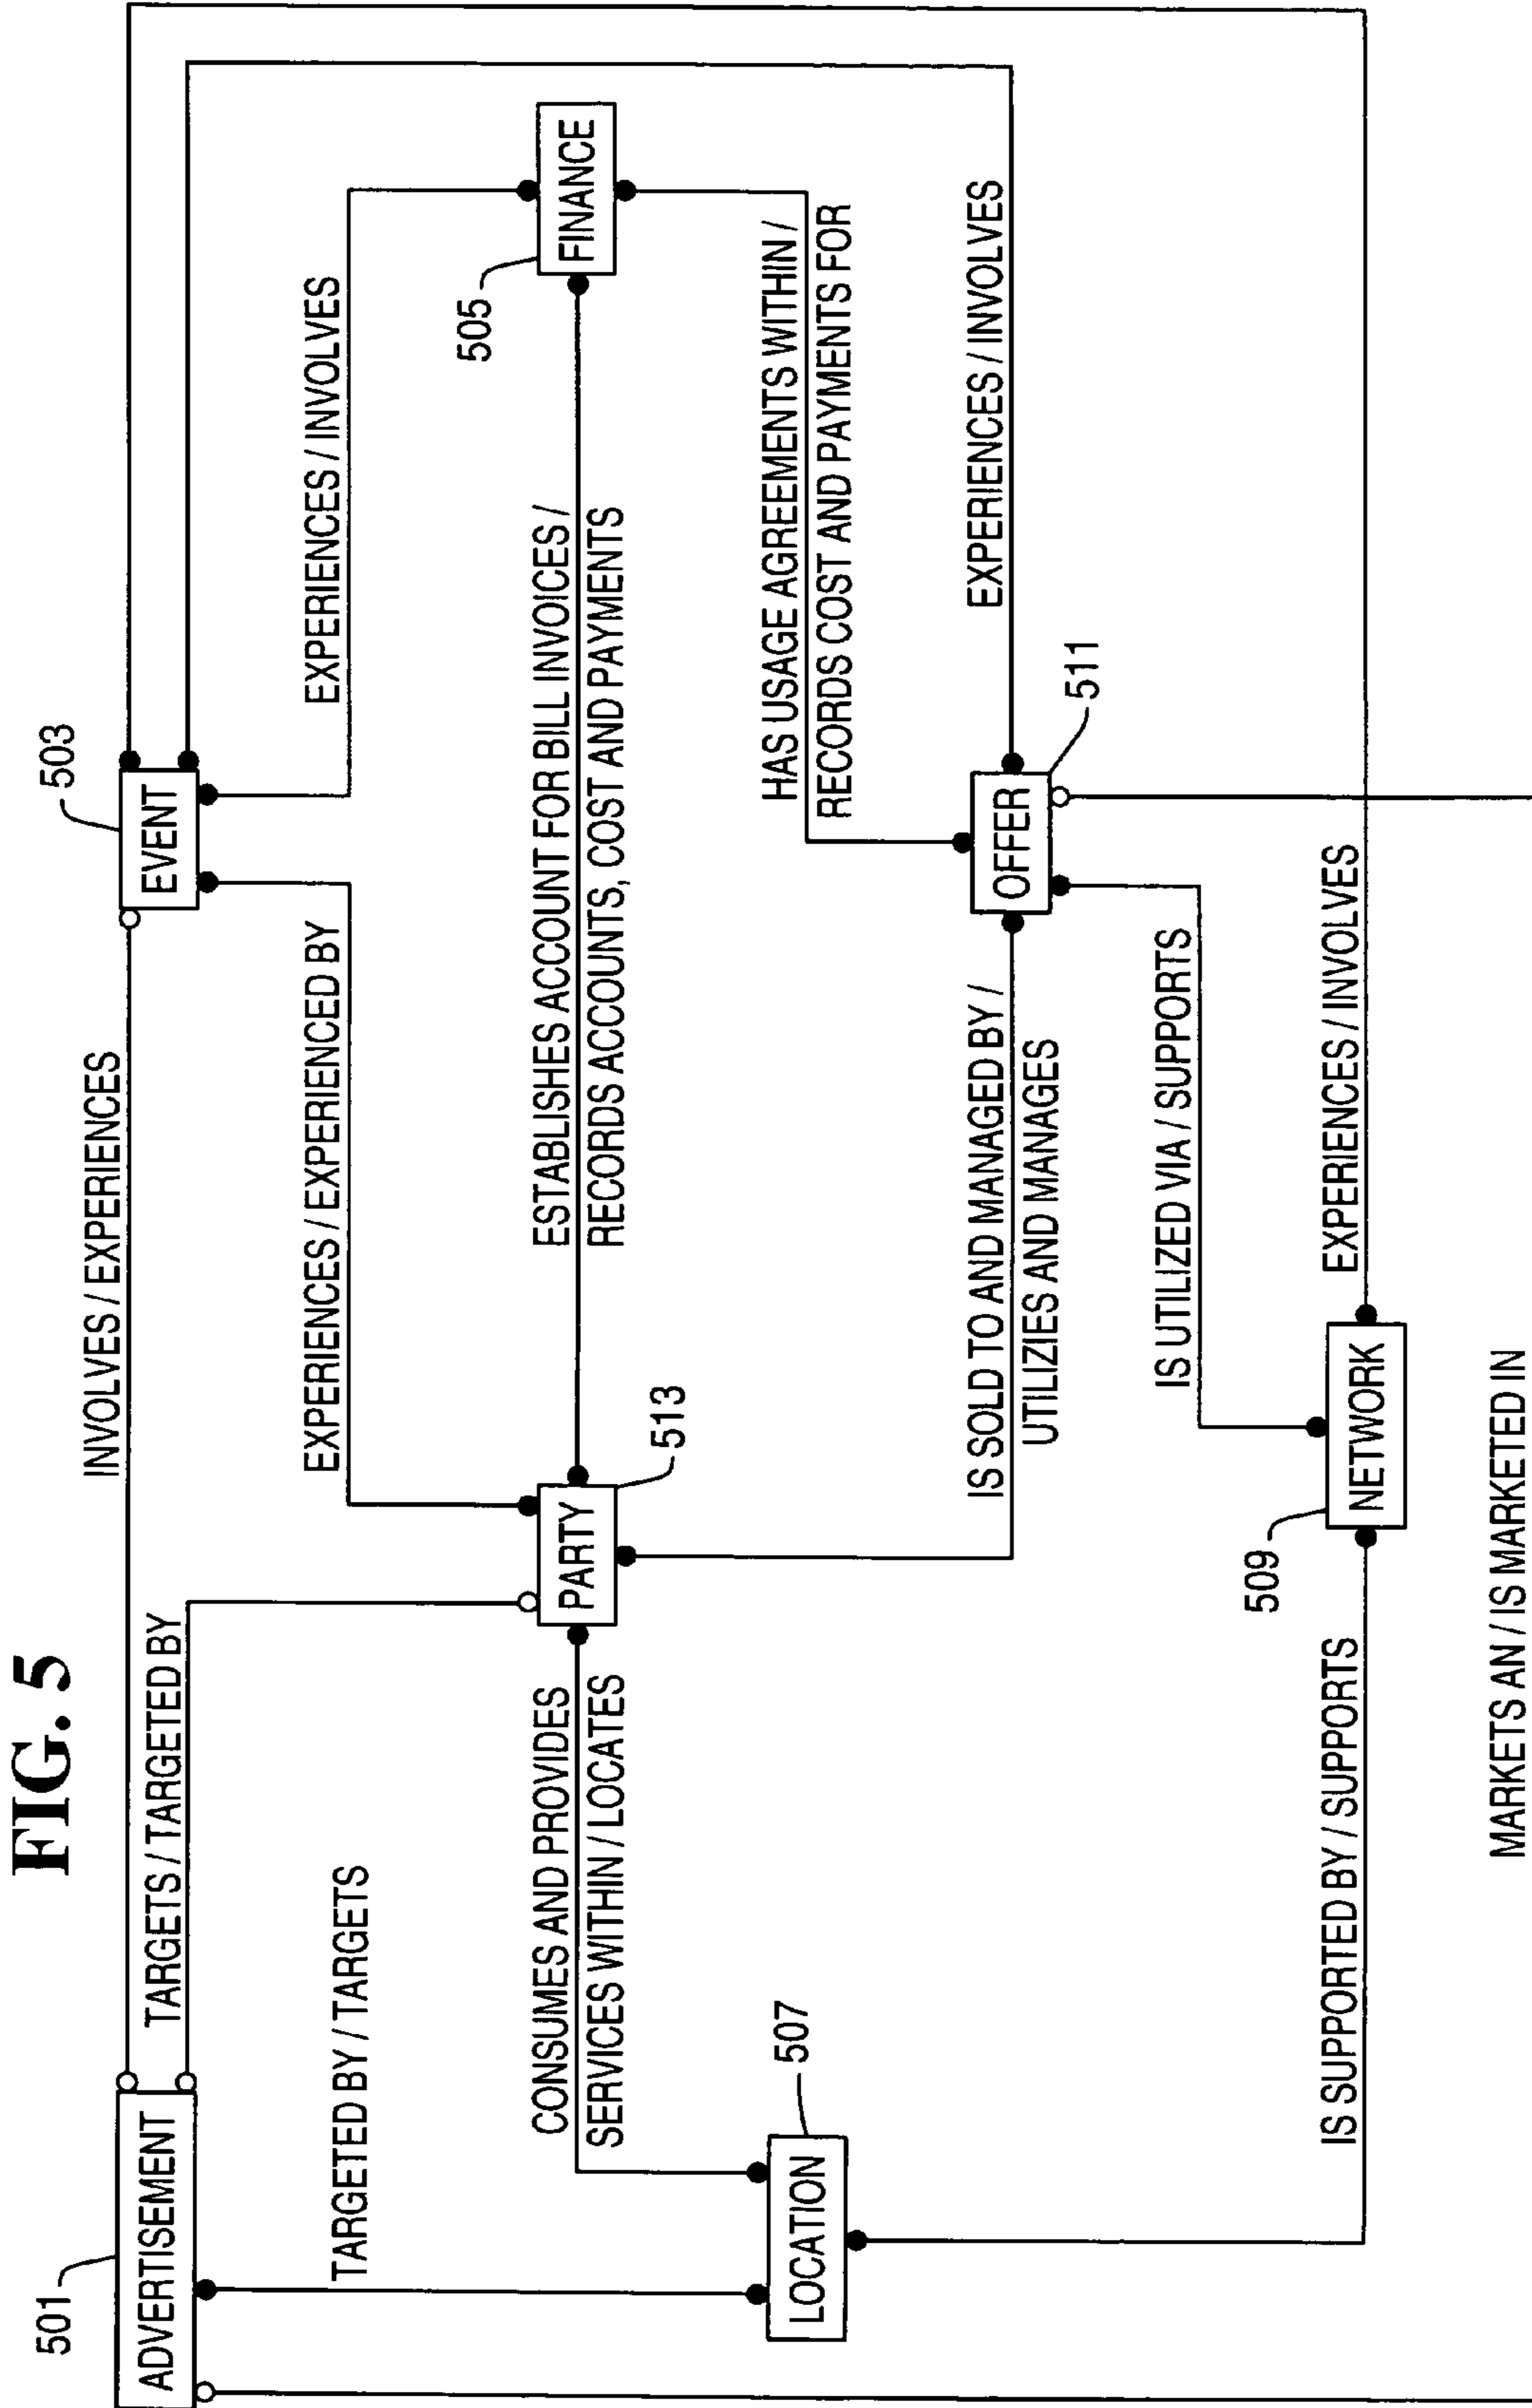 FIG. 5
501
ADVERTISEMENT
INVOLVES / EXPERIENCES
503
EVENT
TARGETS / TARGETED BY
TARGETED BY / TARGETS
EXPERIENCES / EXPERIENCED BY
EXPERIENCES / INVOLVES
CONSUMES AND PROVIDES
SERVICES WITHIN / LOCATES
PARTY
513
ESTABLISHES ACCOUNT FOR BILL INVOICES /
RECORDS ACCOUNTS, COST AND PAYMENTS
505
FINANCE
507
LOCATION
HAS USAGE AGREEMENTS WITHIN /
RECORDS COST AND PAYMENTS FOR
IS SOLD TO AND MANAGED BY /
UTILIZIES AND MANAGES
OFFER
511
EXPERIENCES / INVOLVES
IS UTILIZED VIA / SUPPORTS
IS SUPPORTED BY / SUPPORTS
509
NETWORK
EXPERIENCES / INVOLVES
MARKETS AN / IS MARKETED IN